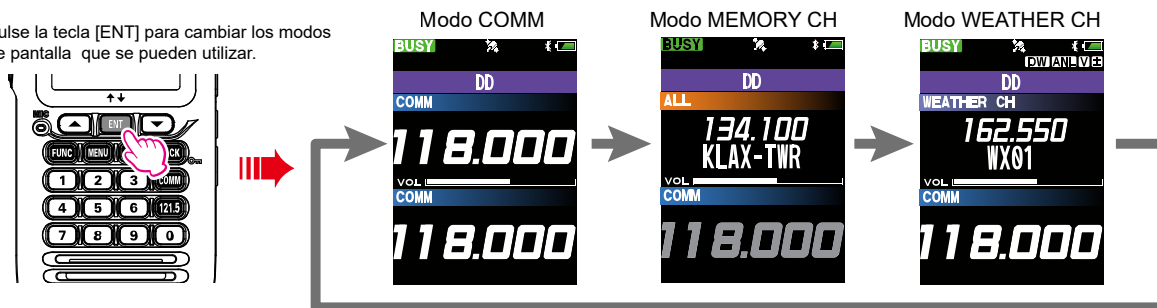 ulse la tecla [ENT] para cambiar los modos
e pantalla que se pueden utilizar.
MIC
ENT
FUNC
MENU
CK
1
2
3
COMM
4
5
6
121.5
7
8
9
0
Modo COMM
BUSY
DD
COMM
118.000
VOL
COMM
118.000
Modo MEMORY CH
BUSY
DD
ALL
134.100
KLAX-TWR
VOL
COMM
118.000
Modo WEATHER CH
BUSY
DW ANL V±
DD
WEATHER CH
162.550
WX01
VOL
COMM
118.000